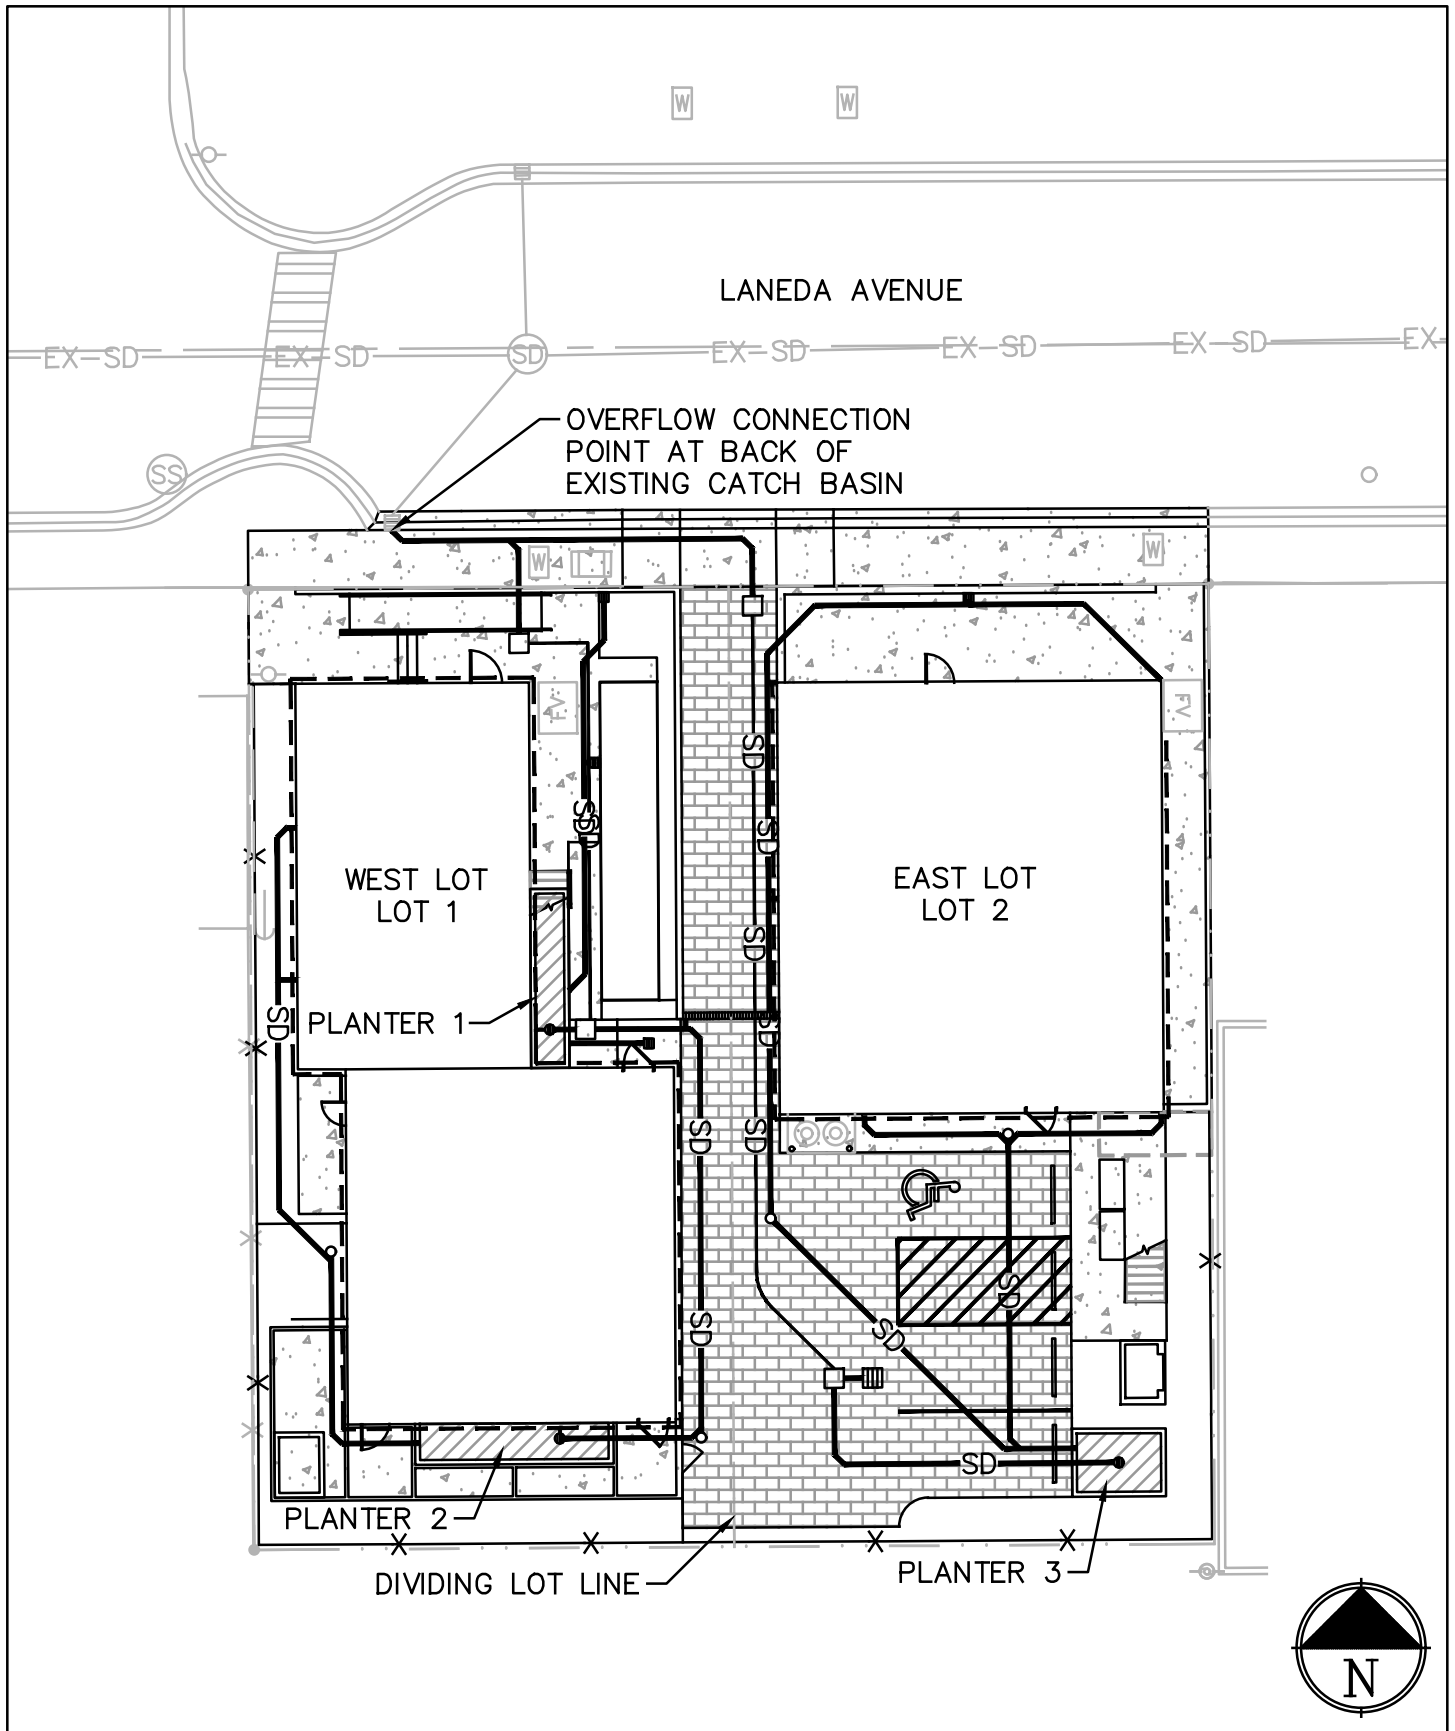 W
W
LANEDA AVENUE
EX-SD
EX-SD
SD
EX-SD
EX-SD
EX-SD
EX-
OVERFLOW CONNECTION
POINT AT BACK OF
EXISTING CATCH BASIN
SS
W
W
FV
FV
SD
SD
SD
SD
WEST LOT
LOT 1
EAST LOT
LOT 2
SD
SD
PLANTER 1
SD
SD
SD
SD
SD
SD
SD
PLANTER 2
DIVIDING LOT LINE
PLANTER 3
N